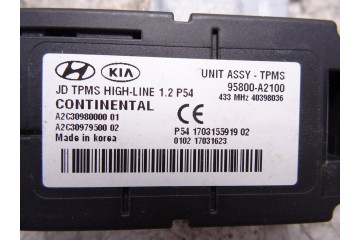 KIA
UNIT ASSY - TPMS
JD TPMS HIGH-LINE 1.2 P54
95800-A2100
433 MHz 40398036
CONTINENTAL
A2C30980000 01
A2C30979500 02
Made in korea
CE
P54 1703155919 02
0102 17031623